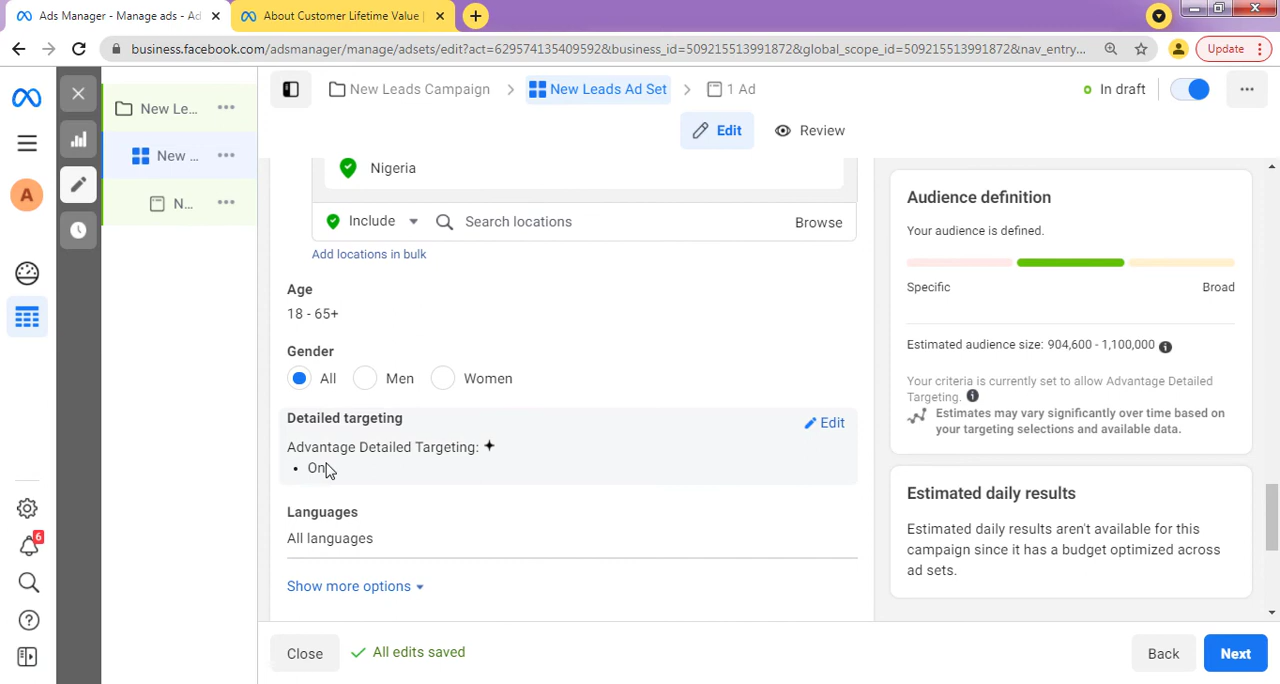 Ads Manager - Manage ads - Ad
About Customer Lifetime Value |
business.facebook.com/adsmanager/manage/adsets/edit?act=629574135409592&business_id=509215513991872&global_scope_id=509215513991872&nav_entry...
Update
New Leads Campaign
New Leads Ad Set
1 Ad
In draft
Edit
Review
New Le...
New ...
N...
A
6
Nigeria
Include
Search locations
Browse
Add locations in bulk
Age
18 - 65+
Gender
All
Men
Women
Detailed targeting
Edit
Advantage Detailed Targeting:
• On
Languages
All languages
Show more options
Audience definition
Your audience is defined.
Specific
Broad
Estimated audience size: 904,600 - 1,100,000
Your criteria is currently set to allow Advantage Detailed
Targeting.
Estimates may vary significantly over time based on
your targeting selections and available data.
Estimated daily results
Estimated daily results aren't available for this
campaign since it has a budget optimized across
ad sets.
Close
All edits saved
Back
Next